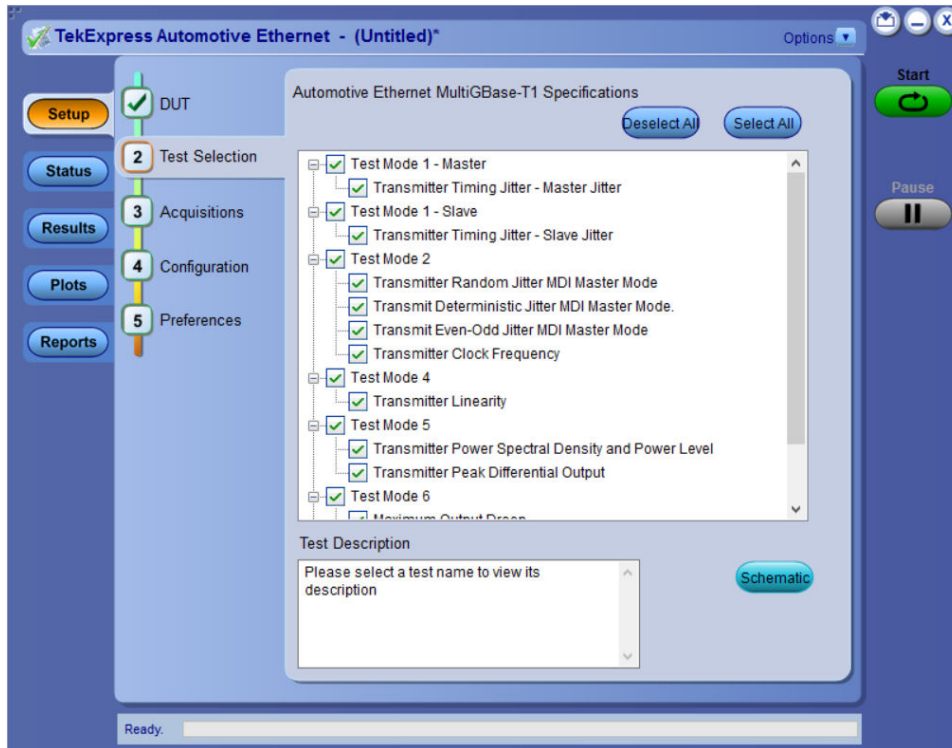 TekExpress Automotive Ethernet - (Untitled)*
Options
X
Start
Pause
Setup
Status
Results
Plots
Reports
DUT
2 Test Selection
3 Acquisitions
4 Configuration
5 Preferences
Automotive Ethernet MultiGBase-T1 Specifications
Deselect All
Select All
Test Mode 1 - Master
Transmitter Timing Jitter - Master Jitter
Test Mode 1 - Slave
Transmitter Timing Jitter - Slave Jitter
Test Mode 2
Transmitter Random Jitter MDI Master Mode
Transmit Deterministic Jitter MDI Master Mode.
Transmit Even-Odd Jitter MDI Master Mode
Transmitter Clock Frequency
Test Mode 4
Transmitter Linearity
Test Mode 5
Transmitter Power Spectral Density and Power Level
Transmitter Peak Differential Output
Test Mode 6
Maximum Output Droop
Test Description
Please select a test name to view its
description
Schematic
Ready.